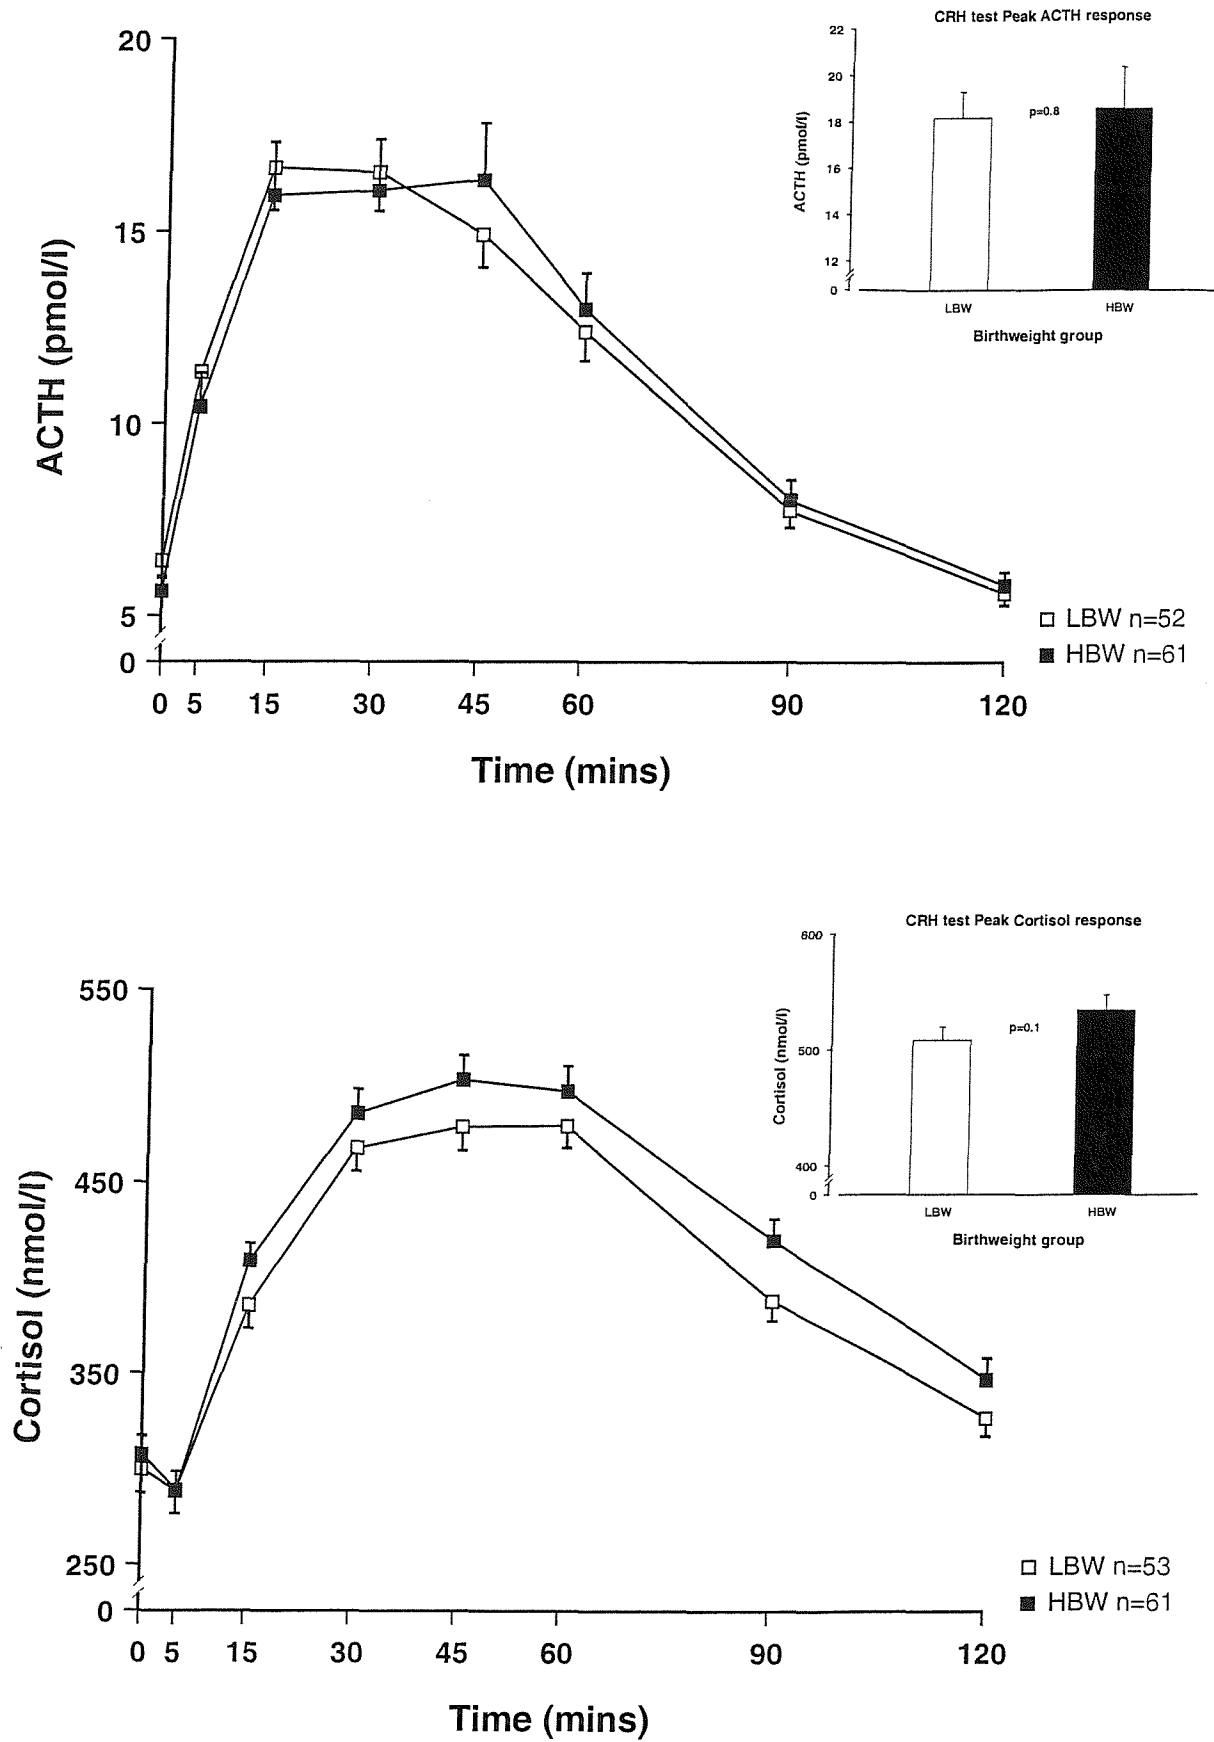 CRH test Peak ACTH response
22
20
18
16
14
12
0
ACTH (pmol/l)
p=0.8
LBW
HBW
Birthweight group
20
15
10
5
0
ACTH (pmol/l)
LBW n=52
HBW n=61
0 5 15 30 45 60 90 120
Time (mins)
CRH test Peak Cortisol response
600
500
400
0
Cortisol (nmol/l)
p=0.1
LBW
HBW
Birthweight group
550
450
350
250
0
Cortisol (nmol/l)
LBW n=53
HBW n=61
0 5 15 30 45 60 90 120
Time (mins)